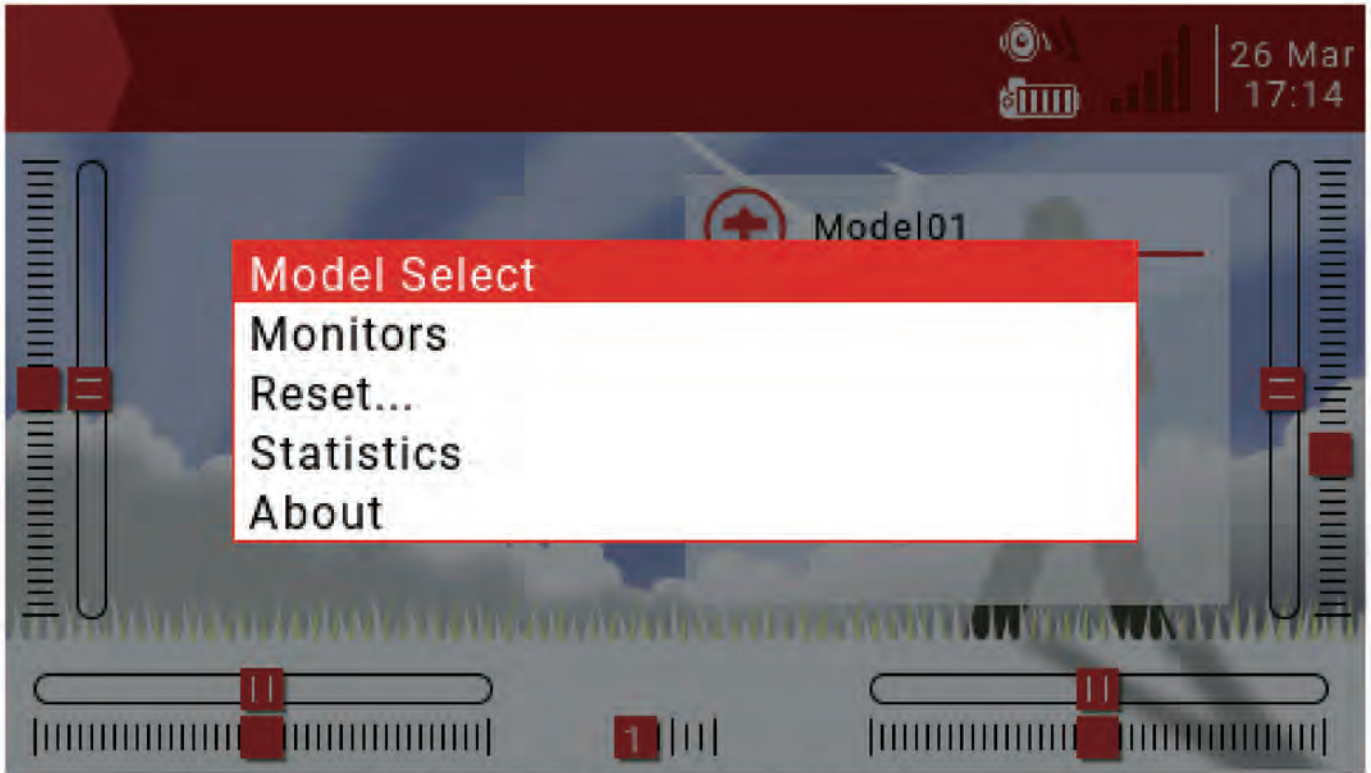 26 Mar
17:14
Model01
Model Select
Monitors
Reset...
Statistics
About
1